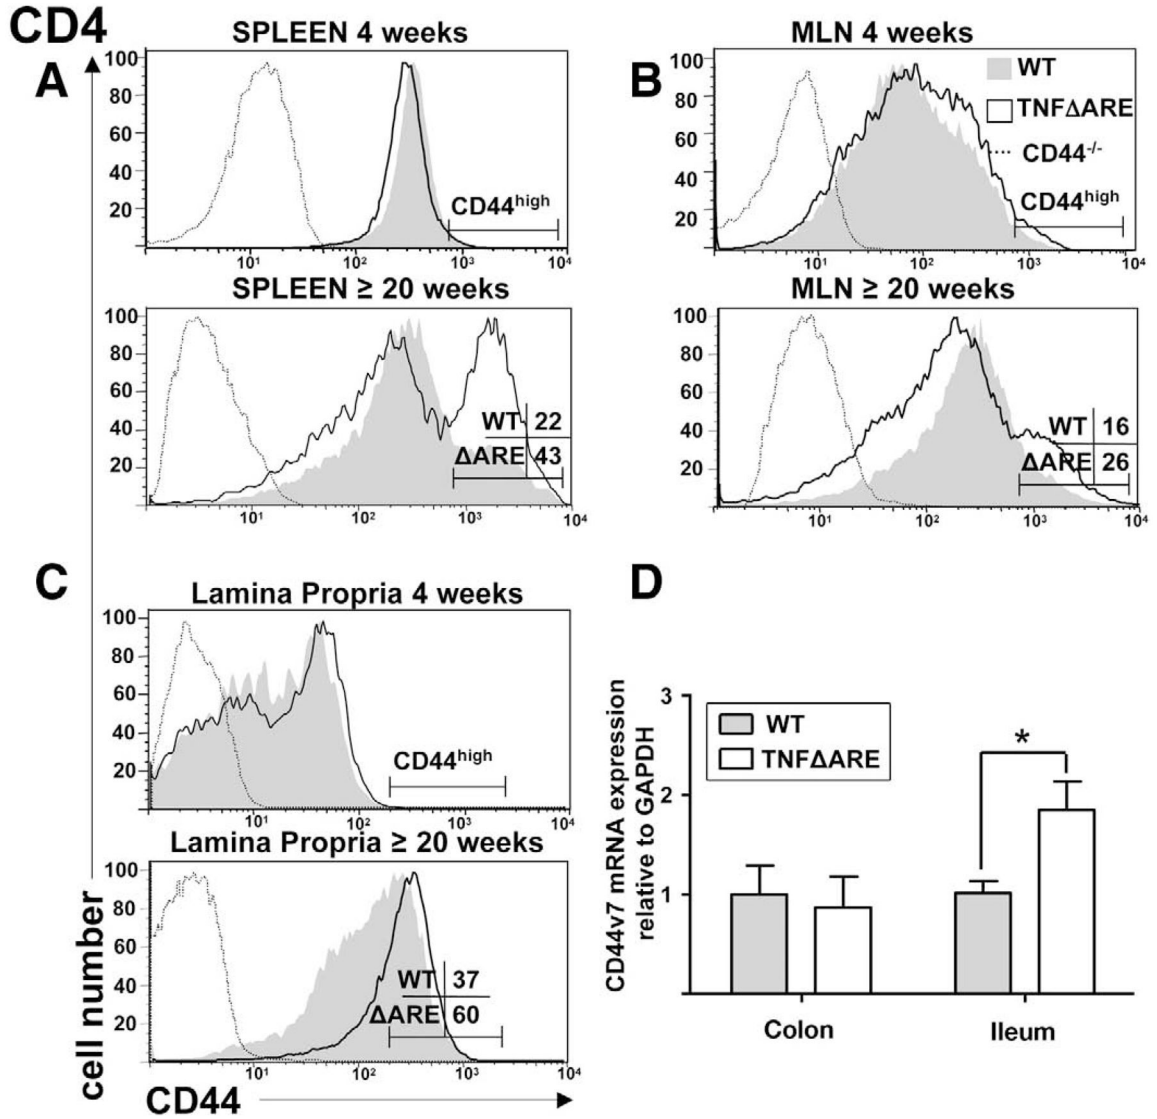 CD4
A
SPLEEN 4 weeks
100
80
60
40
20
CD44high
10¹ 10² 10³ 10⁴
SPLEEN ≥ 20 weeks
100
80
60
40
20
WT 22
ΔARE 43
10¹ 10² 10³ 10⁴
B
MLN 4 weeks
100
80
60
40
20
WT
TNFΔARE
CD44-/-
CD44high
10¹ 10² 10³ 10⁴
MLN ≥ 20 weeks
100
80
60
40
20
WT 16
ΔARE 26
10¹ 10² 10³ 10⁴
C
Lamina Propria 4 weeks
100
80
60
40
20
CD44high
10¹ 10² 10³ 10⁴
Lamina Propria ≥ 20 weeks
100
80
60
40
20
WT 37
ΔARE 60
10¹ 10² 10³ 10⁴
cell number
CD44
D
CD44v7 mRNA expression
relative to GAPDH
3
2
1
WT
TNFΔARE
*
Colon Ileum